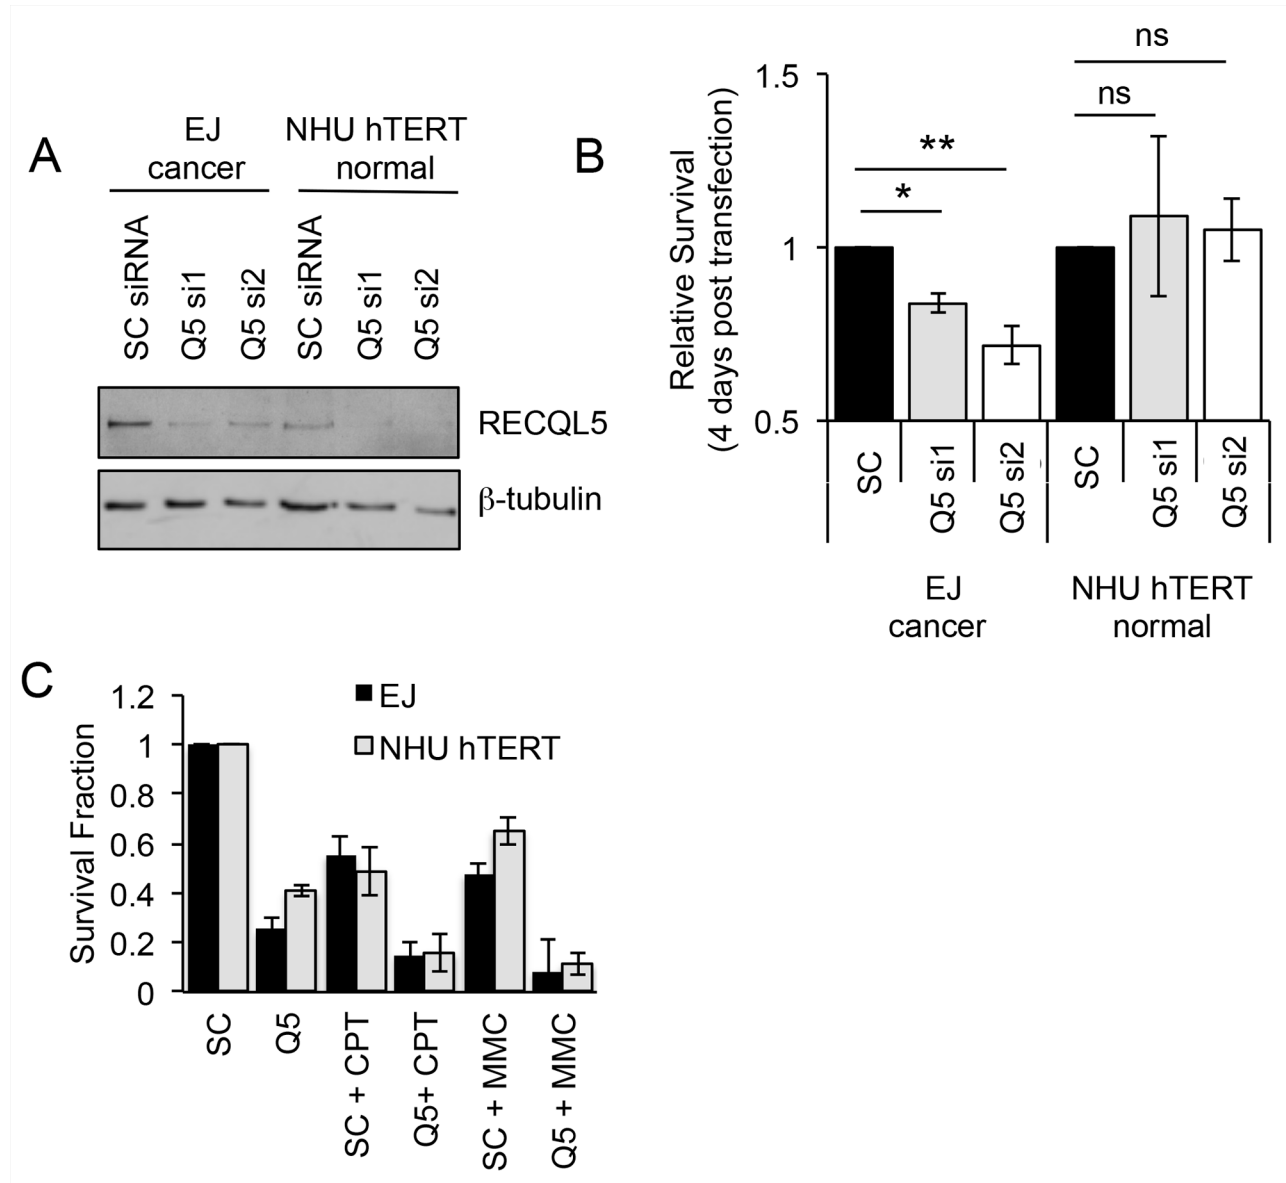 A
EJ
cancer
NHU hTERT
normal
SC siRNA
Q5 si1
Q5 si2
SC siRNA
Q5 si1
Q5 si2
RECQL5
β-tubulin
B
Relative Survival
(4 days post transfection)
1.5
1
0.5
**
*
ns
ns
SC
Q5 si1
Q5 si2
SC
Q5 si1
Q5 si2
EJ
cancer
NHU hTERT
normal
C
Survival Fraction
1.2
1
0.8
0.6
0.4
0.2
0
EJ
NHU hTERT
SC
Q5
SC + CPT
Q5+ CPT
SC + MMC
Q5 + MMC